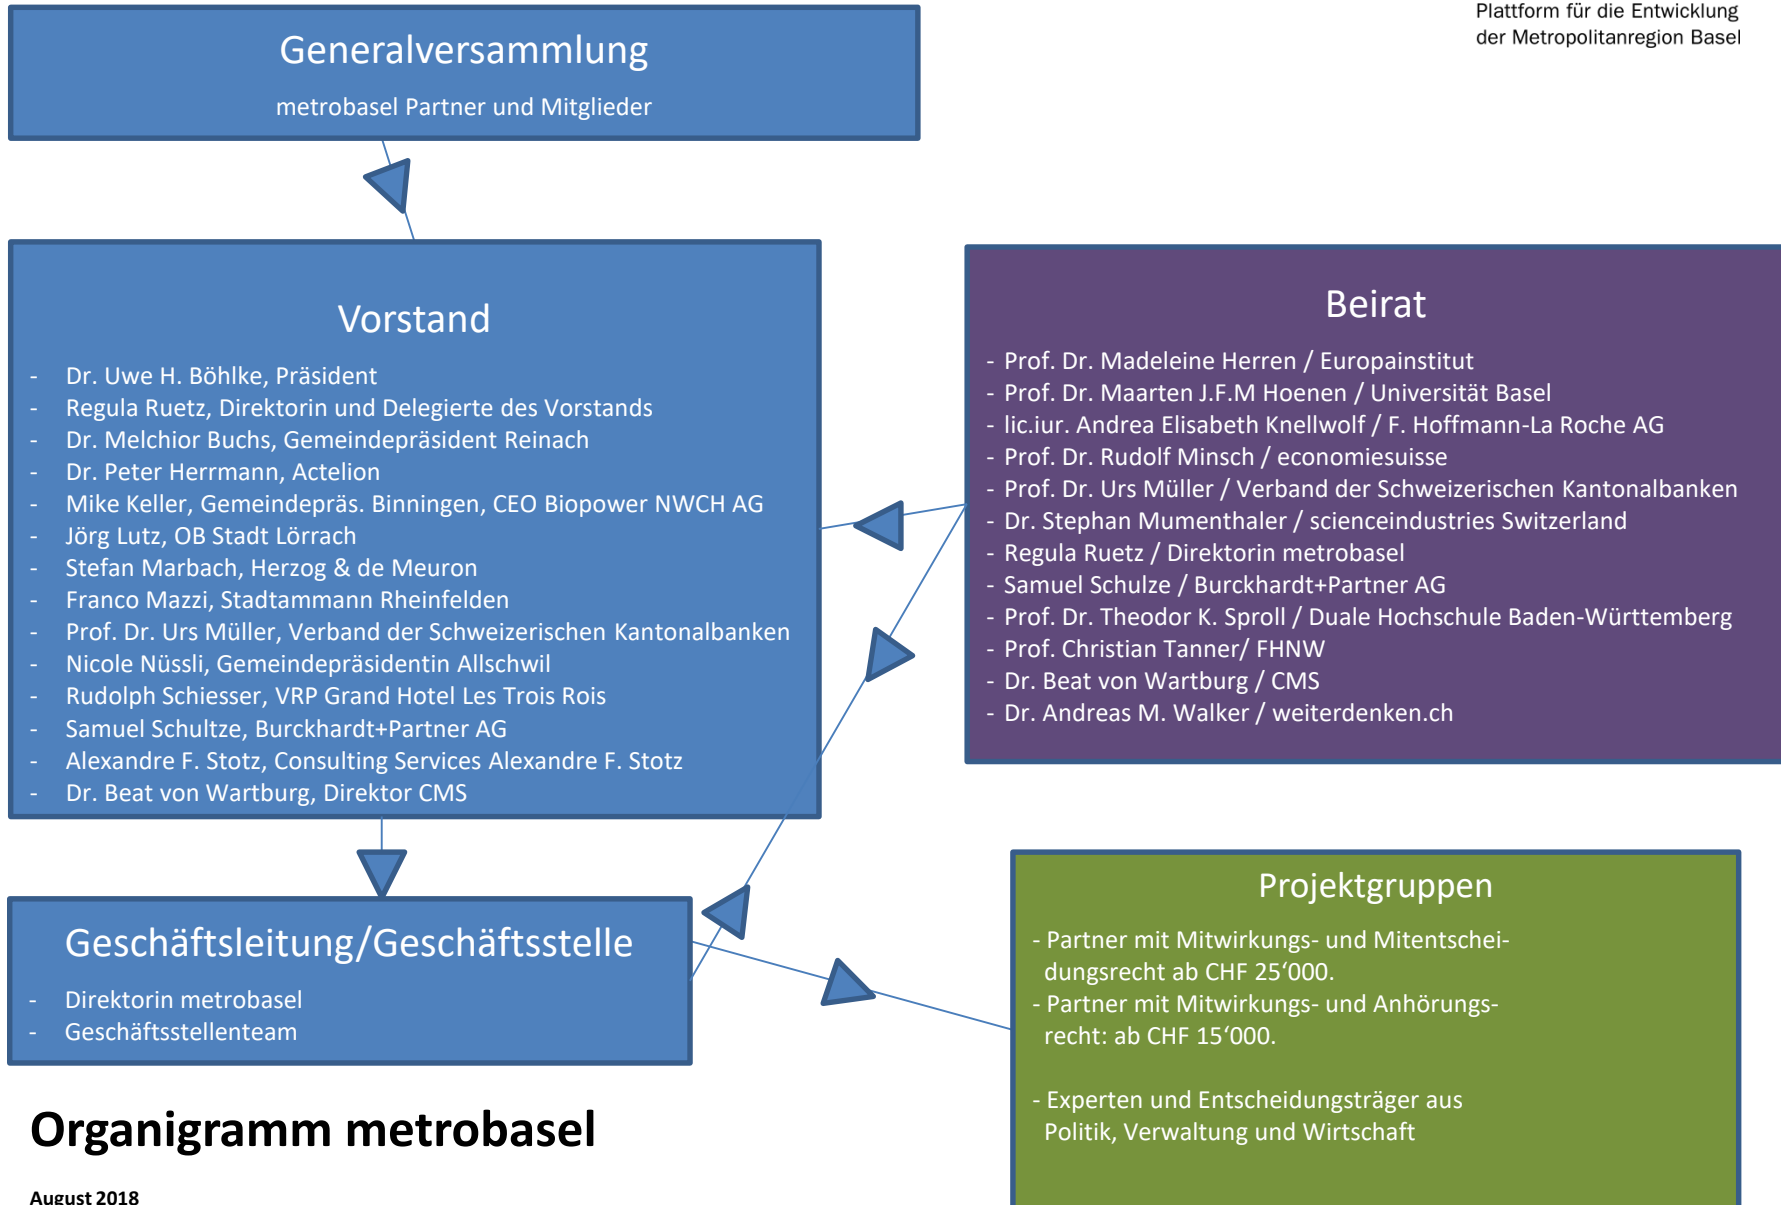 Plattform für die Entwicklung
der Metropolitanregion Basel
Generalversammlung
metrobasel Partner und Mitglieder
Vorstand
- Dr. Uwe H. Böhlke, Präsident
- Regula Ruetz, Direktorin und Delegierte des Vorstands
- Dr. Melchior Buchs, Gemeindepräsident Reinach
- Dr. Peter Herrmann, Actelion
- Mike Keller, Gemeindepräs. Binningen, CEO Biopower NWCH AG
- Jörg Lutz, OB Stadt Lörrach
- Stefan Marbach, Herzog & de Meuron
- Franco Mazzi, Stadtammann Rheinfelden
- Prof. Dr. Urs Müller, Verband der Schweizerischen Kantonalbanken
- Nicole Nüssli, Gemeindepräsidentin Allschwil
- Rudolph Schiesser, VRP Grand Hotel Les Trois Rois
- Samuel Schultze, Burckhardt+Partner AG
- Alexandre F. Stotz, Consulting Services Alexandre F. Stotz
- Dr. Beat von Wartburg, Direktor CMS
Beirat
- Prof. Dr. Madeleine Herren / Europainstitut
- Prof. Dr. Maarten J.F.M Hoenen / Universität Basel
- lic.iur. Andrea Elisabeth Knellwolf / F. Hoffmann-La Roche AG
- Prof. Dr. Rudolf Minsch / economiesuisse
- Prof. Dr. Urs Müller / Verband der Schweizerischen Kantonalbanken
- Dr. Stephan Mumenthaler / scienceindustries Switzerland
- Regula Ruetz / Direktorin metrobasel
- Samuel Schulze / Burckhardt+Partner AG
- Prof. Dr. Theodor K. Sproll / Duale Hochschule Baden-Württemberg
- Prof. Christian Tanner/ FHNW
- Dr. Beat von Wartburg / CMS
- Dr. Andreas M. Walker / weiterdenken.ch
Geschäftsleitung/Geschäftsstelle
- Direktorin metrobasel
- Geschäftsstellenteam
Projektgruppen
- Partner mit Mitwirkungs- und Mitentschei-
dungsrecht ab CHF 25‘000.
- Partner mit Mitwirkungs- und Anhörungs-
recht: ab CHF 15‘000.
- Experten und Entscheidungsträger aus
Politik, Verwaltung und Wirtschaft
Organigramm metrobasel
August 2018